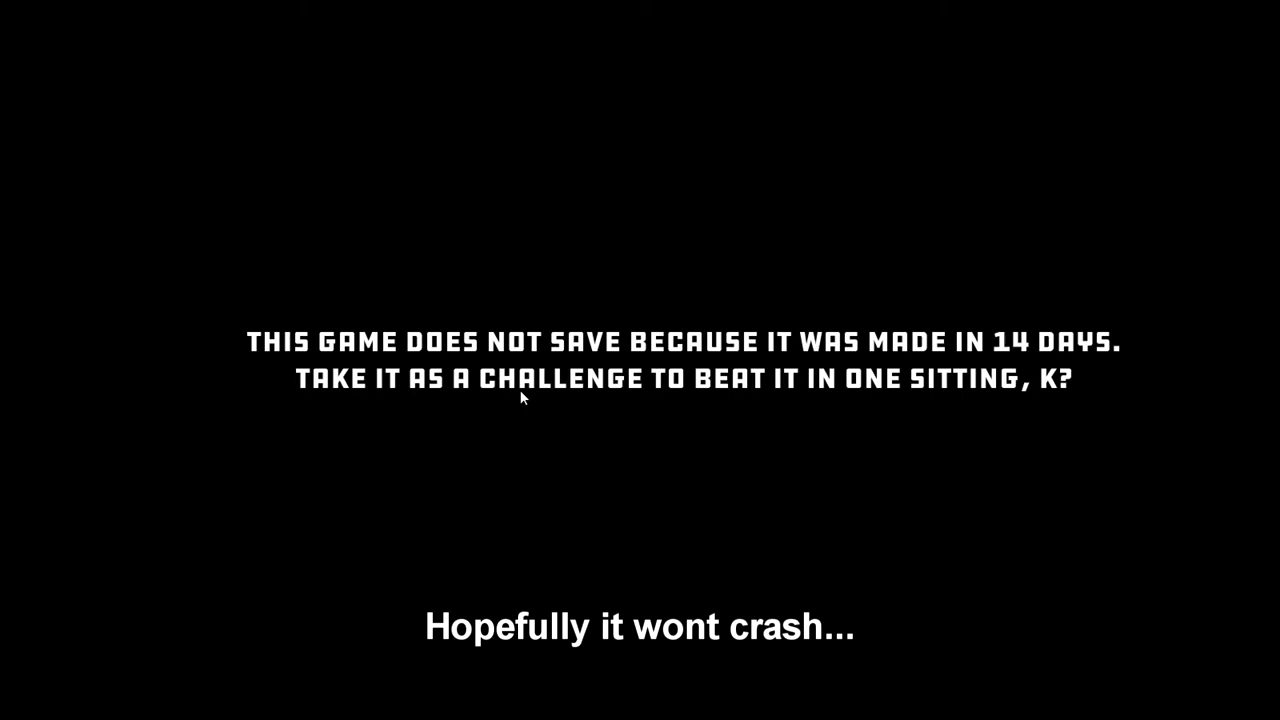 THIS GAME DOES NOT SAVE BECAUSE IT WAS MADE IN 14 DAYS.
TAKE IT AS A CHALLENGE TO BEAT IT IN ONE SITTING, K?
Hopefully it wont crash...